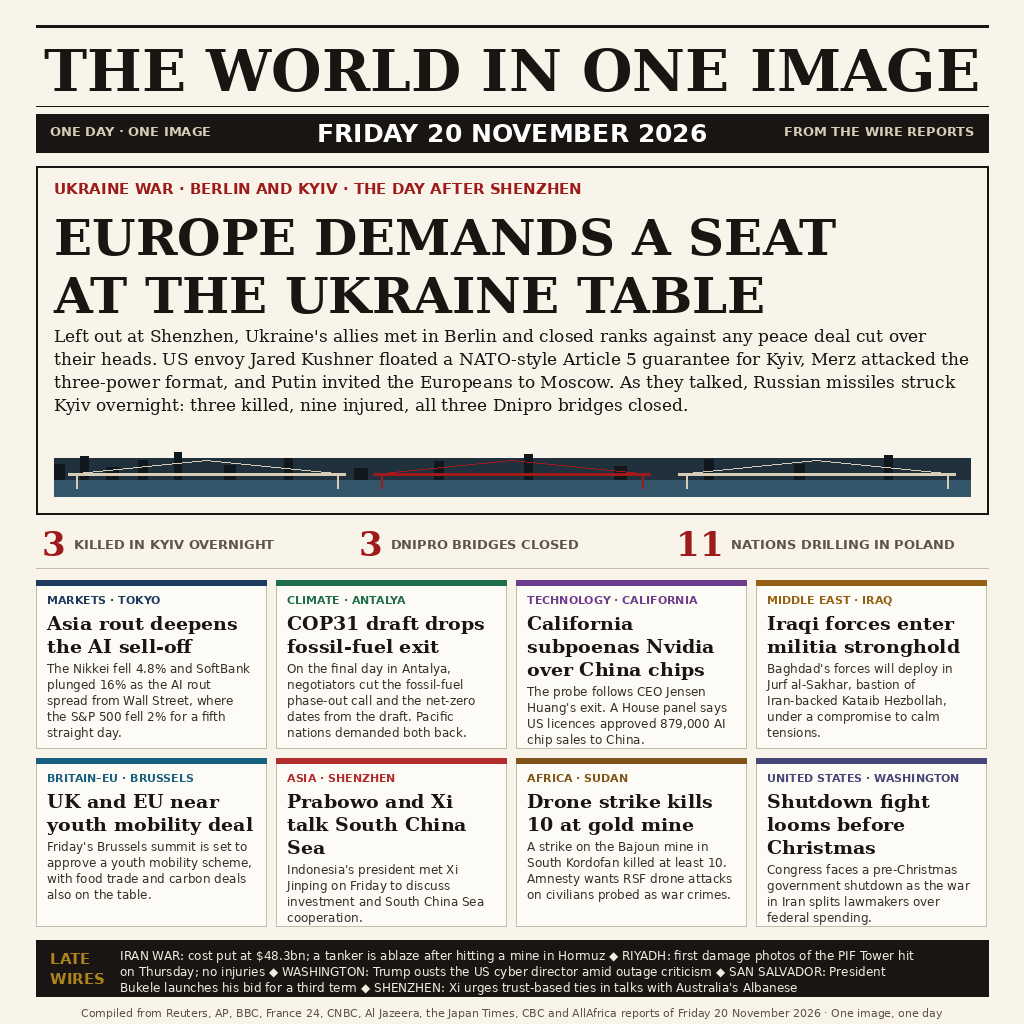 THE WORLD IN ONE IMAGE
ONE DAY · ONE IMAGE
FRIDAY 20 NOVEMBER 2026
FROM THE WIRE REPORTS
UKRAINE WAR · BERLIN AND KYIV · THE DAY AFTER SHENZHEN
EUROPE DEMANDS A SEAT
AT THE UKRAINE TABLE
Left out at Shenzhen, Ukraine's allies met in Berlin and closed ranks against any peace deal cut over
their heads. US envoy Jared Kushner floated a NATO-style Article 5 guarantee for Kyiv, Merz attacked the
three-power format, and Putin invited the Europeans to Moscow. As they talked, Russian missiles struck
Kyiv overnight: three killed, nine injured, all three Dnipro bridges closed.
3 KILLED IN KYIV OVERNIGHT
3 DNIPRO BRIDGES CLOSED
11 NATIONS DRILLING IN POLAND
MARKETS · TOKYO
Asia rout deepens
the AI sell-off
The Nikkei fell 4.8% and SoftBank
plunged 16% as the AI rout
spread from Wall Street, where
the S&P 500 fell 2% for a fifth
straight day.
CLIMATE · ANTALYA
COP31 draft drops
fossil-fuel exit
On the final day in Antalya,
negotiators cut the fossil-fuel
phase-out call and the net-zero
dates from the draft. Pacific
nations demanded both back.
TECHNOLOGY · CALIFORNIA
California
subpoenas Nvidia
over China chips
The probe follows CEO Jensen
Huang's exit. A House panel says
US licences approved 879,000 AI
chip sales to China.
MIDDLE EAST · IRAQ
Iraqi forces enter
militia stronghold
Baghdad's forces will deploy in
Jurf al-Sakhar, bastion of
Iran-backed Kataib Hezbollah,
under a compromise to calm
tensions.
BRITAIN–EU · BRUSSELS
UK and EU near
youth mobility deal
Friday's Brussels summit is set to
approve a youth mobility scheme,
with food trade and carbon deals
also on the table.
ASIA · SHENZHEN
Prabowo and Xi
talk South China
Sea
Indonesia's president met Xi
Jinping on Friday to discuss
investment and South China Sea
cooperation.
AFRICA · SUDAN
Drone strike kills
10 at gold mine
A strike on the Bajoun mine in
South Kordofan killed at least 10.
Amnesty wants RSF drone attacks
on civilians probed as war crimes.
UNITED STATES · WASHINGTON
Shutdown fight
looms before
Christmas
Congress faces a pre-Christmas
government shutdown as the war
in Iran splits lawmakers over
federal spending.
LATE
WIRES
IRAN WAR: cost put at $48.3bn; a tanker is ablaze after hitting a mine in Hormuz ◆ RIYADH: first damage photos of the PIF Tower hit
on Thursday; no injuries ◆ WASHINGTON: Trump ousts the US cyber director amid outage criticism ◆ SAN SALVADOR: President
Bukele launches his bid for a third term ◆ SHENZHEN: Xi urges trust-based ties in talks with Australia's Albanese
Compiled from Reuters, AP, BBC, France 24, CNBC, Al Jazeera, the Japan Times, CBC and AllAfrica reports of Friday 20 November 2026 · One image, one day